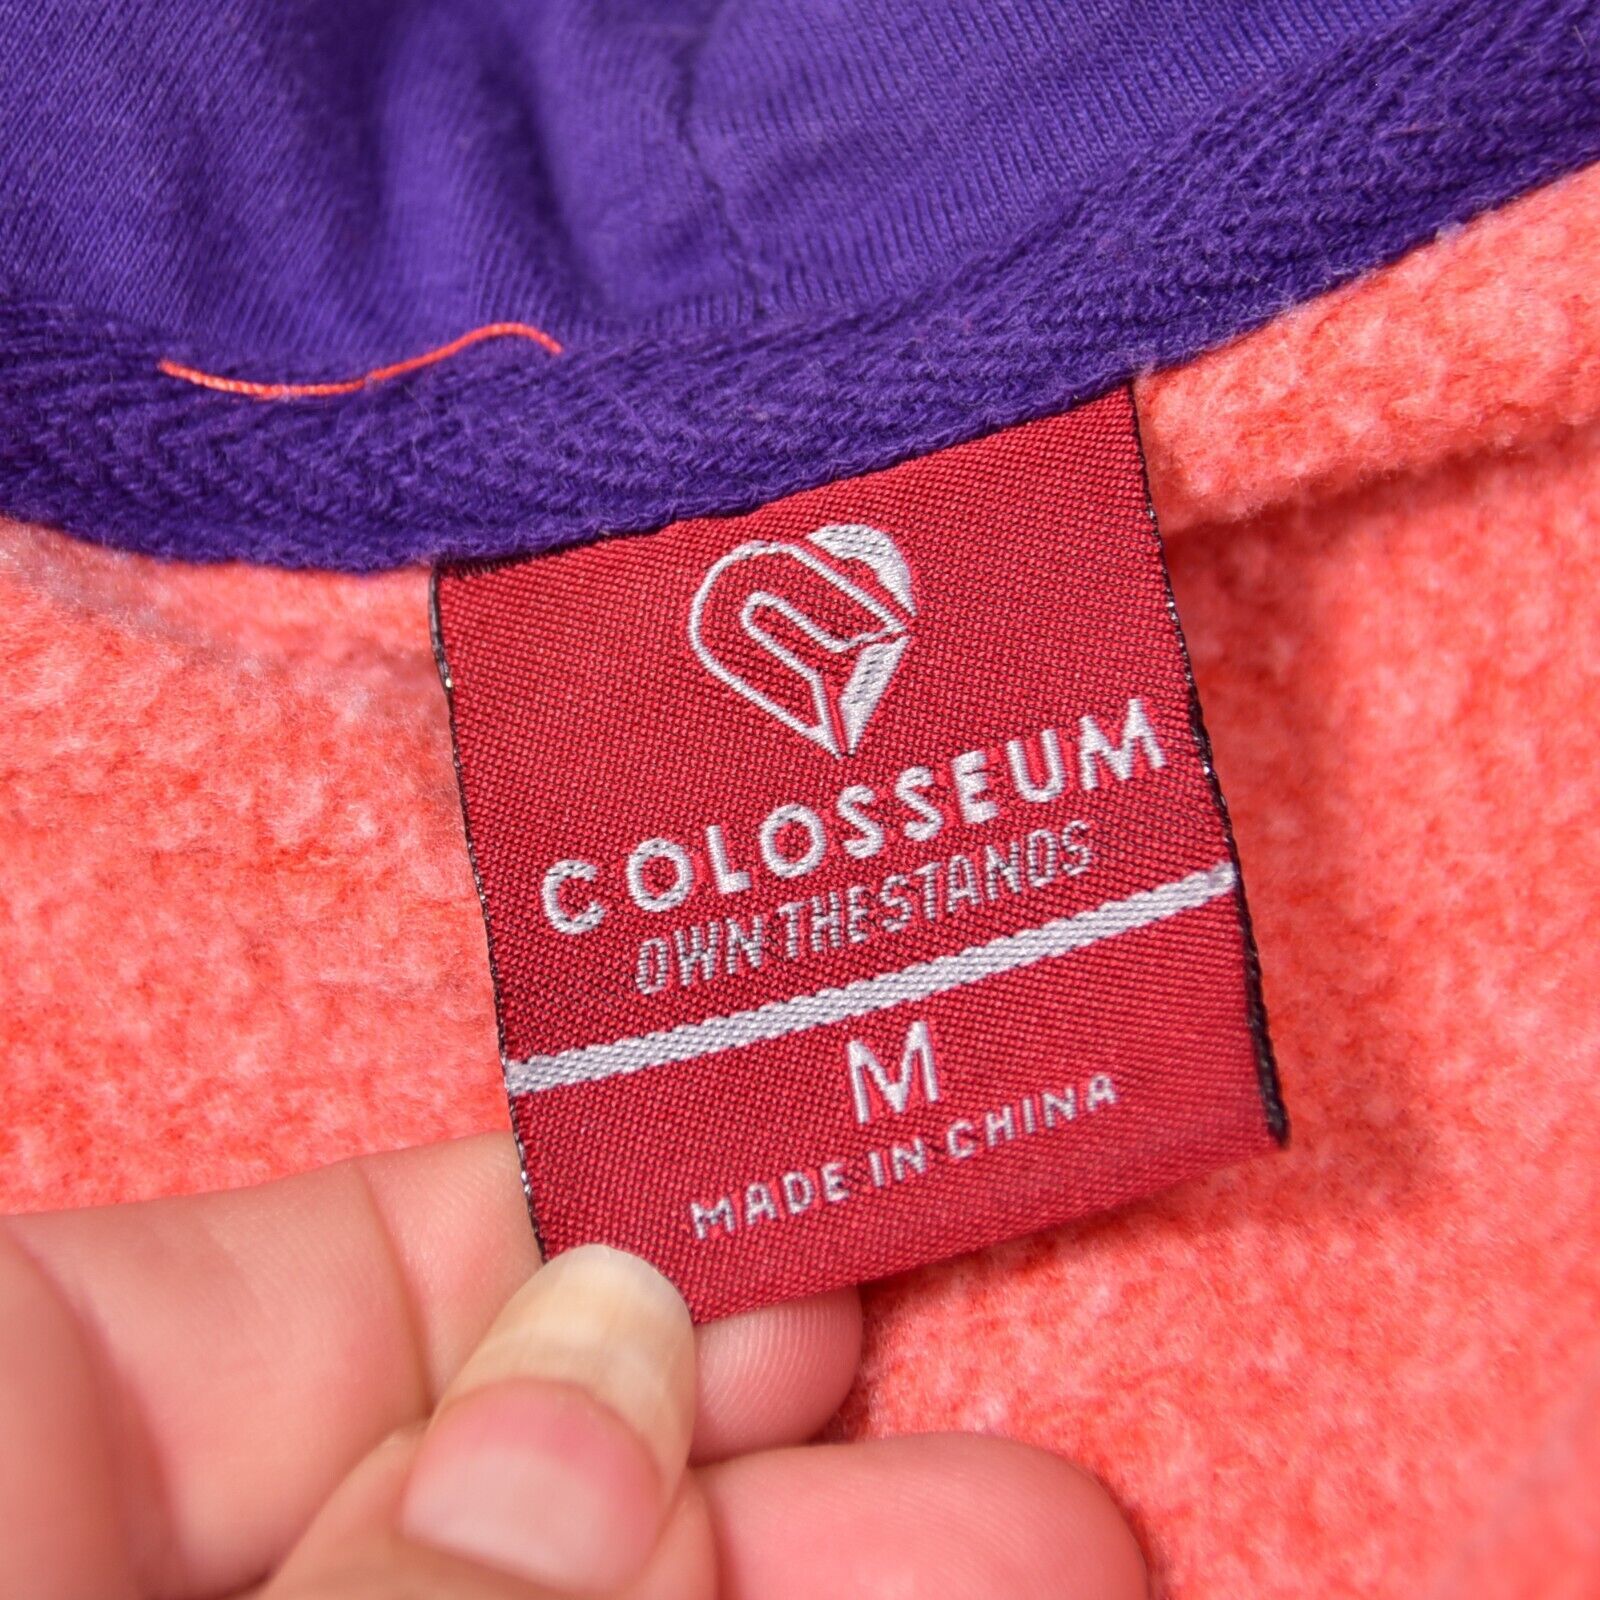 COLOSSEUM
OWN THE STANDS
M
MADE IN CHINA